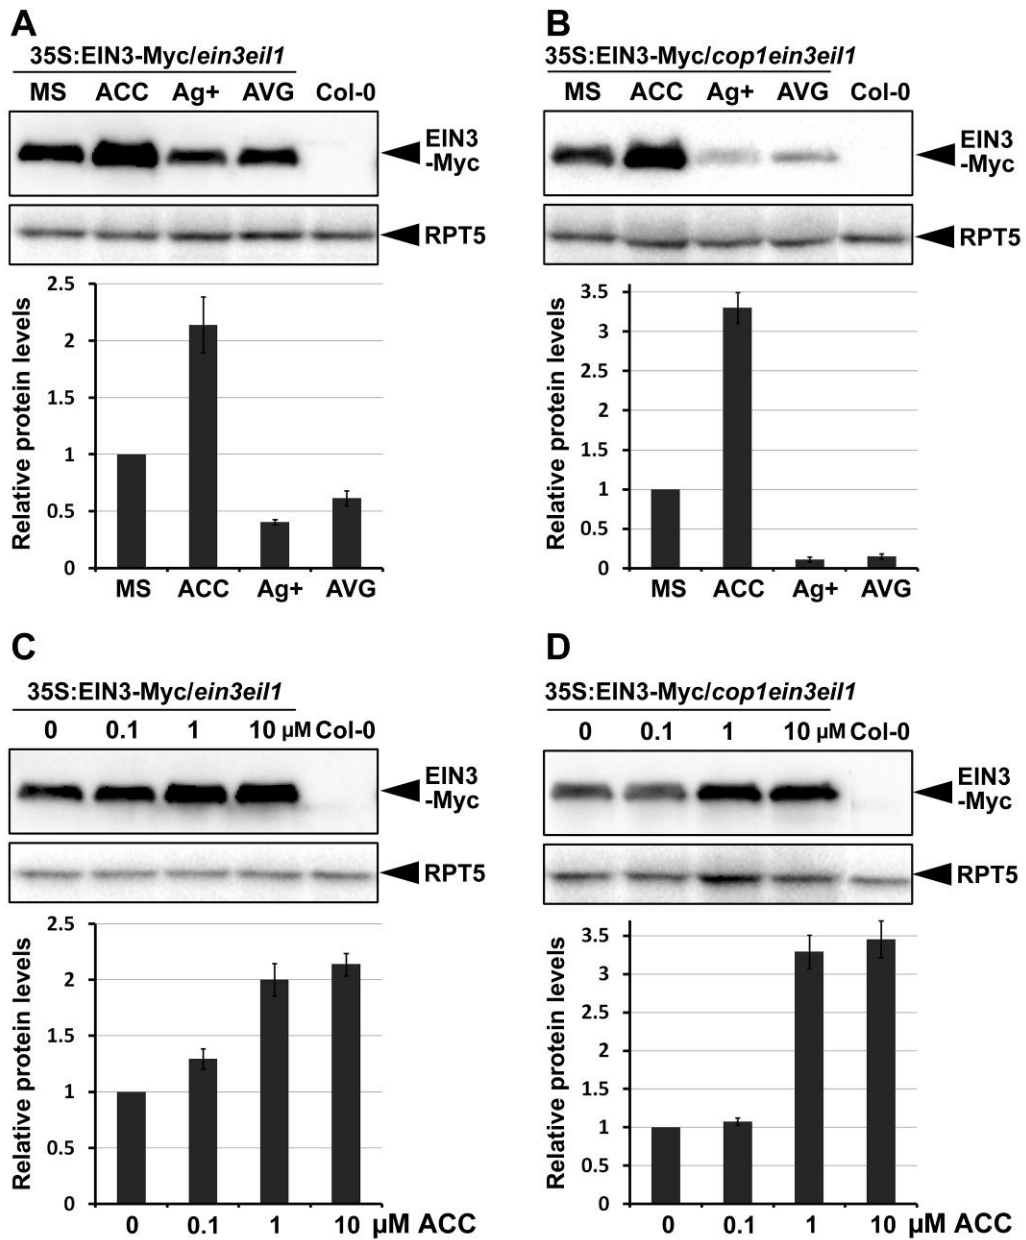 A
35S:EIN3-Myc/ein3eil1
MS ACC Ag+ AVG Col-0
EIN3
-Myc
RPT5
Relative protein levels
2.5
2
1.5
1
0.5
0
MS ACC Ag+ AVG
B
35S:EIN3-Myc/cop1ein3eil1
MS ACC Ag+ AVG Col-0
EIN3
-Myc
RPT5
Relative protein levels
3.5
3
2.5
2
1.5
1
0.5
0
MS ACC Ag+ AVG
C
35S:EIN3-Myc/ein3eil1
0 0.1 1 10 µM Col-0
EIN3
-Myc
RPT5
Relative protein levels
2.5
2
1.5
1
0.5
0
0 0.1 1 10 µM ACC
D
35S:EIN3-Myc/cop1ein3eil1
0 0.1 1 10 µM Col-0
EIN3
-Myc
RPT5
Relative protein levels
3.5
3
2.5
2
1.5
1
0.5
0
0 0.1 1 10 µM ACC